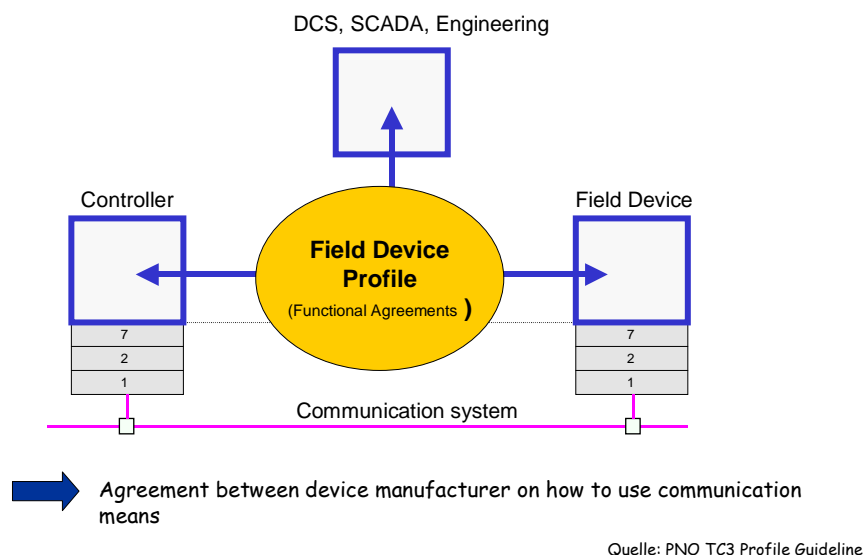 DCS, SCADA, Engineering
Controller
Field Device
Field Device
Profile
(Functional Agreements )
7
2
1
7
2
1
Communication system
Agreement between device manufacturer on how to use communication
means
Quelle: PNO TC3 Profile Guideline